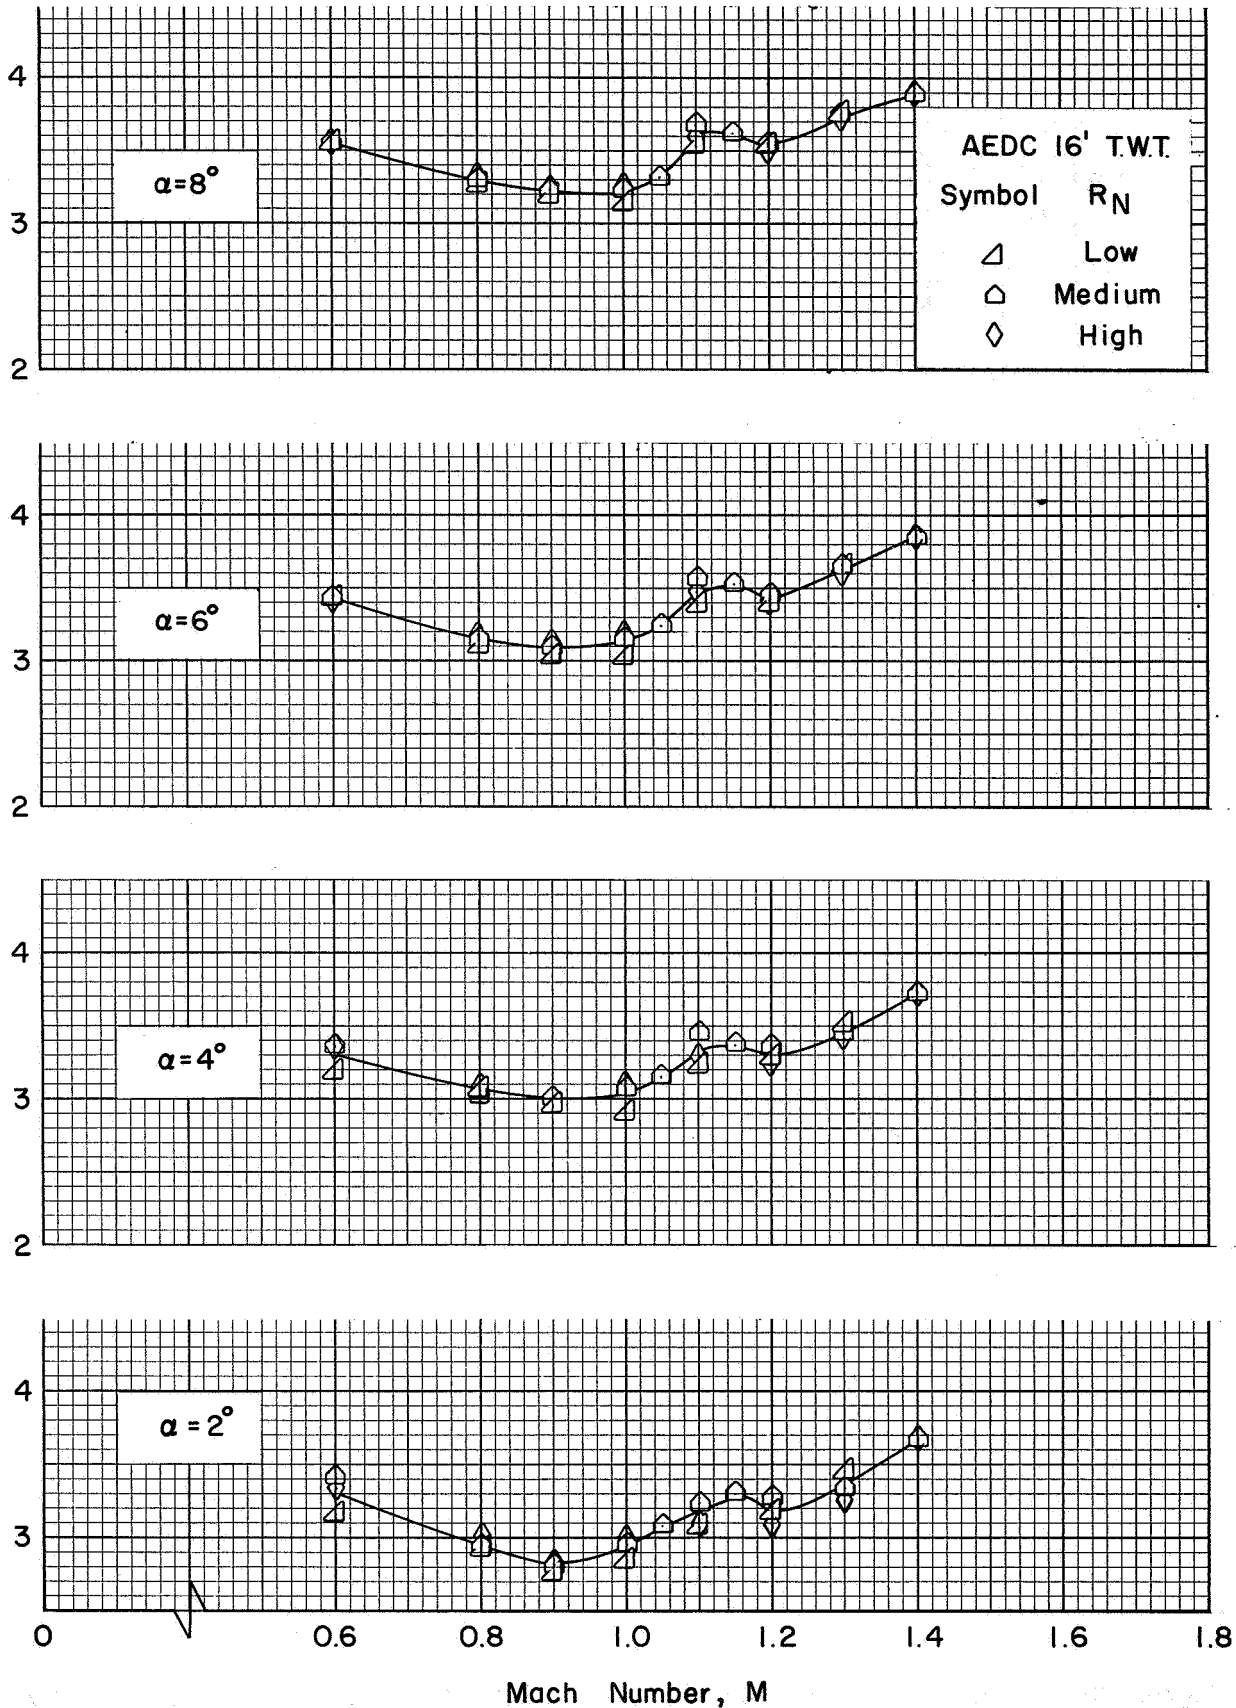 4
3
2
α=8°
AEDC 16' T.W.T.
Symbol RN
Low
Medium
High
4
3
2
α=6°
4
3
2
α=4°
4
3
α=2°
0 0.6 0.8 1.0 1.2 1.4 1.6 1.8
Mach Number, M